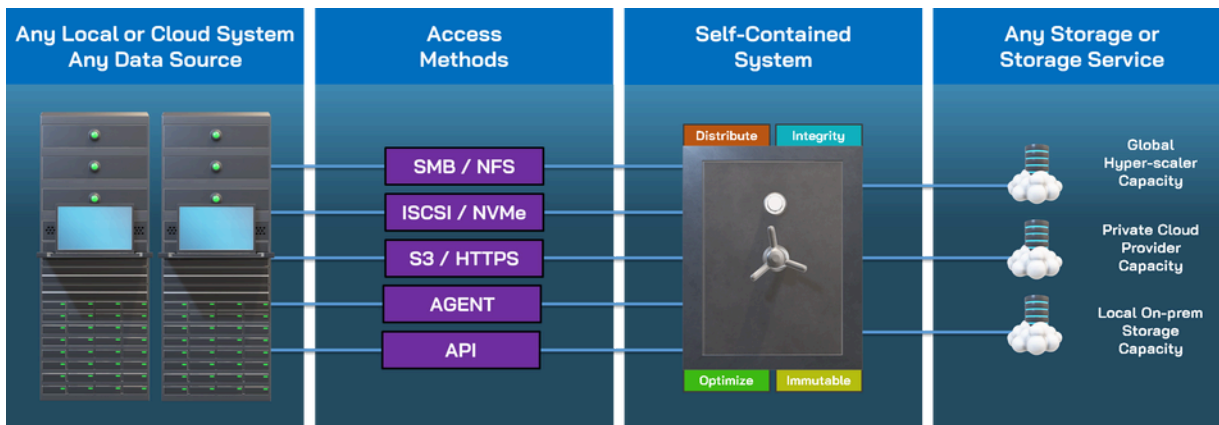 Any Local or Cloud System
Any Data Source
Access
Methods
SMB / NFS
ISCSI / NVMe
S3 / HTTPS
AGENT
API
Self-Contained
System
Distribute
Integrity
Optimize
Immutable
Any Storage or
Storage Service
Global
Hyper-scaler
Capacity
Private Cloud
Provider
Capacity
Local On-prem
Storage
Capacity